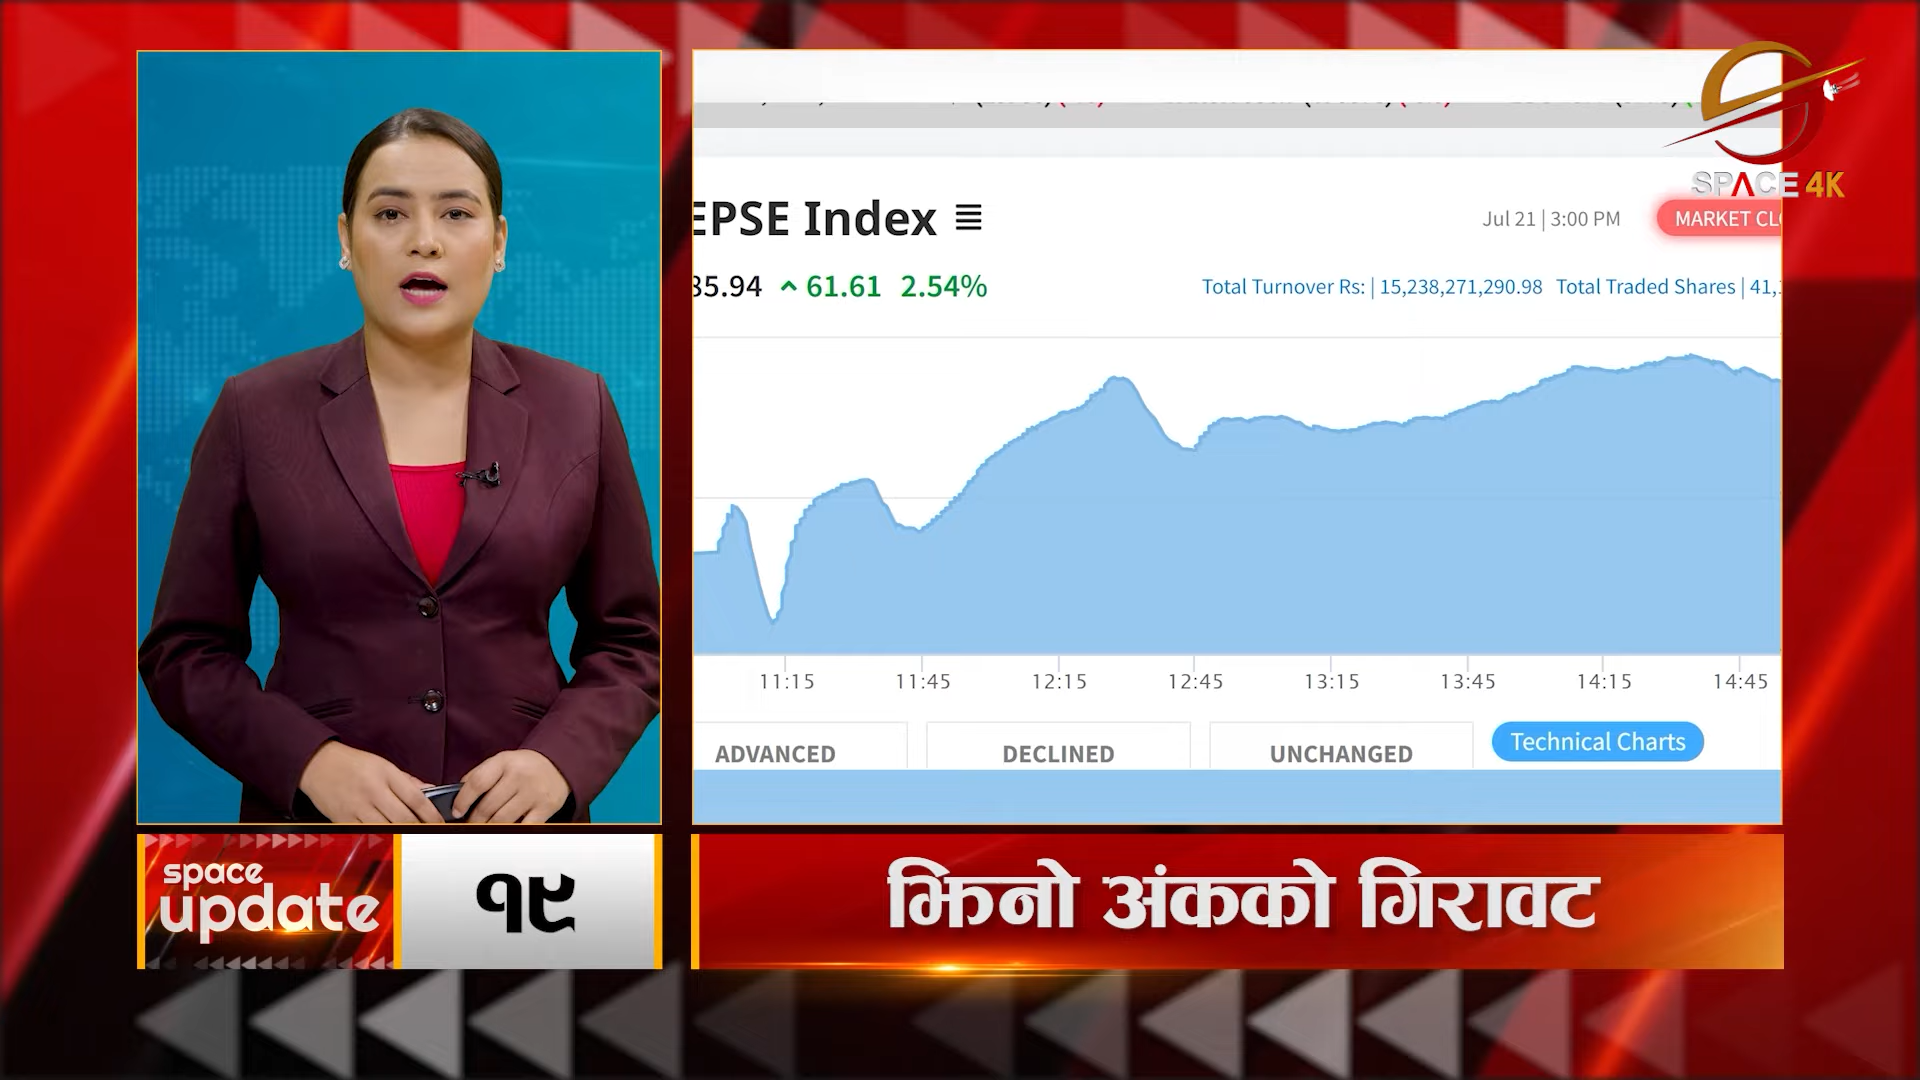 SPACE 4K
EPSE Index
Jul 21 | 3:00 PM
MARKET CL
35.94 61.61 2.54%
Total Turnover Rs: | 15,238,271,290.98 Total Traded Shares | 41,
11:15 11:45 12:15 12:45 13:15 13:45 14:15 14:45
ADVANCED DECLINED UNCHANGED Technical Charts
space
update
१९
झिनो अंकको गिरावट